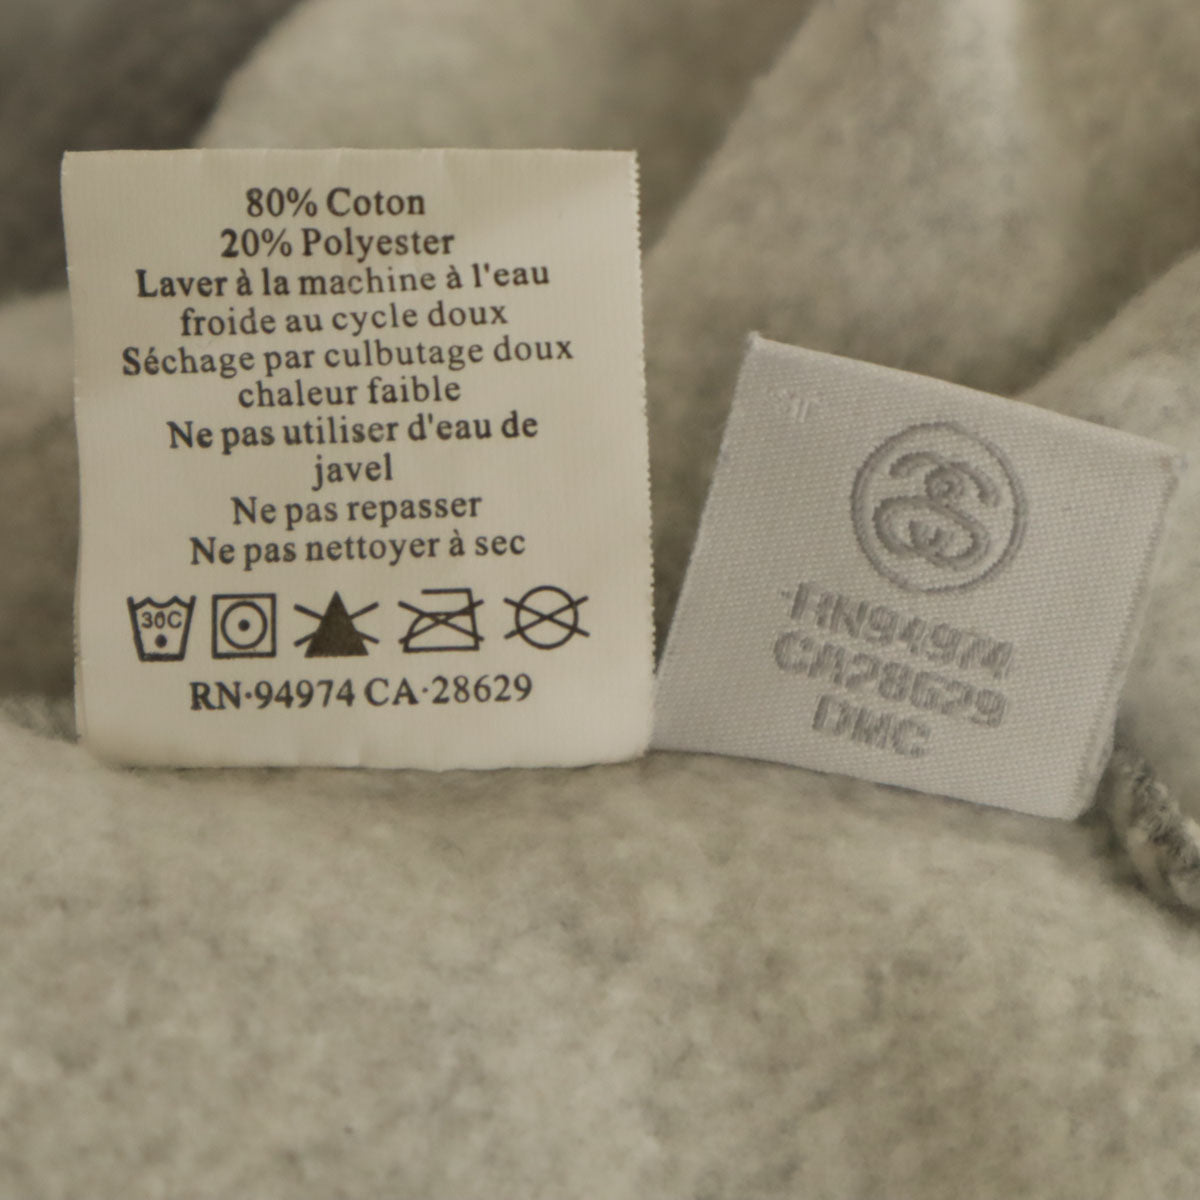 80% Coton
20% Polyester
Laver à la machine à l'eau
froide au cycle doux
Séchage par culbutage doux
chaleur faible
Ne pas utiliser d'eau de
javel
Ne pas repasser
Ne pas nettoyer à sec
30C
RN·94974 CA·28629
RN94974
CA28629
DMC